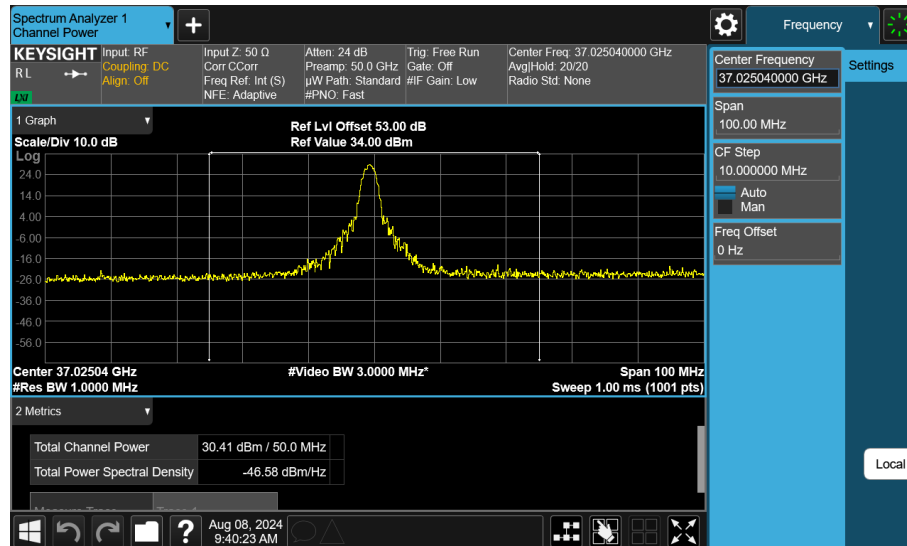 Spectrum Analyzer 1
Channel Power
Frequency
KEYSIGHT
R L
LXI
Input: RF
Coupling: DC
Align: Off
Input Z: 50 Ω
Corr CCorr
Freq Ref: Int (S)
NFE: Adaptive
Atten: 24 dB
Preamp: 50.0 GHz
µW Path: Standard
#PNO: Fast
Trig: Free Run
Gate: Off
#IF Gain: Low
Center Freq: 37.025040000 GHz
Avg|Hold: 20/20
Radio Std: None
Center Frequency
37.025040000 GHz
Settings
Span
100.00 MHz
CF Step
10.000000 MHz
Auto
Man
Freq Offset
0 Hz
Local
1 Graph
Scale/Div 10.0 dB
Ref Lvl Offset 53.00 dB
Ref Value 34.00 dBm
Log
24.0
14.0
4.00
-6.00
-16.0
-26.0
-36.0
-46.0
-56.0
Center 37.02504 GHz
#Video BW 3.0000 MHz*
Span 100 MHz
#Res BW 1.0000 MHz
Sweep 1.00 ms (1001 pts)
2 Metrics
Total Channel Power 30.41 dBm / 50.0 MHz
Total Power Spectral Density -46.58 dBm/Hz
?
Aug 08, 2024
9:40:23 AM